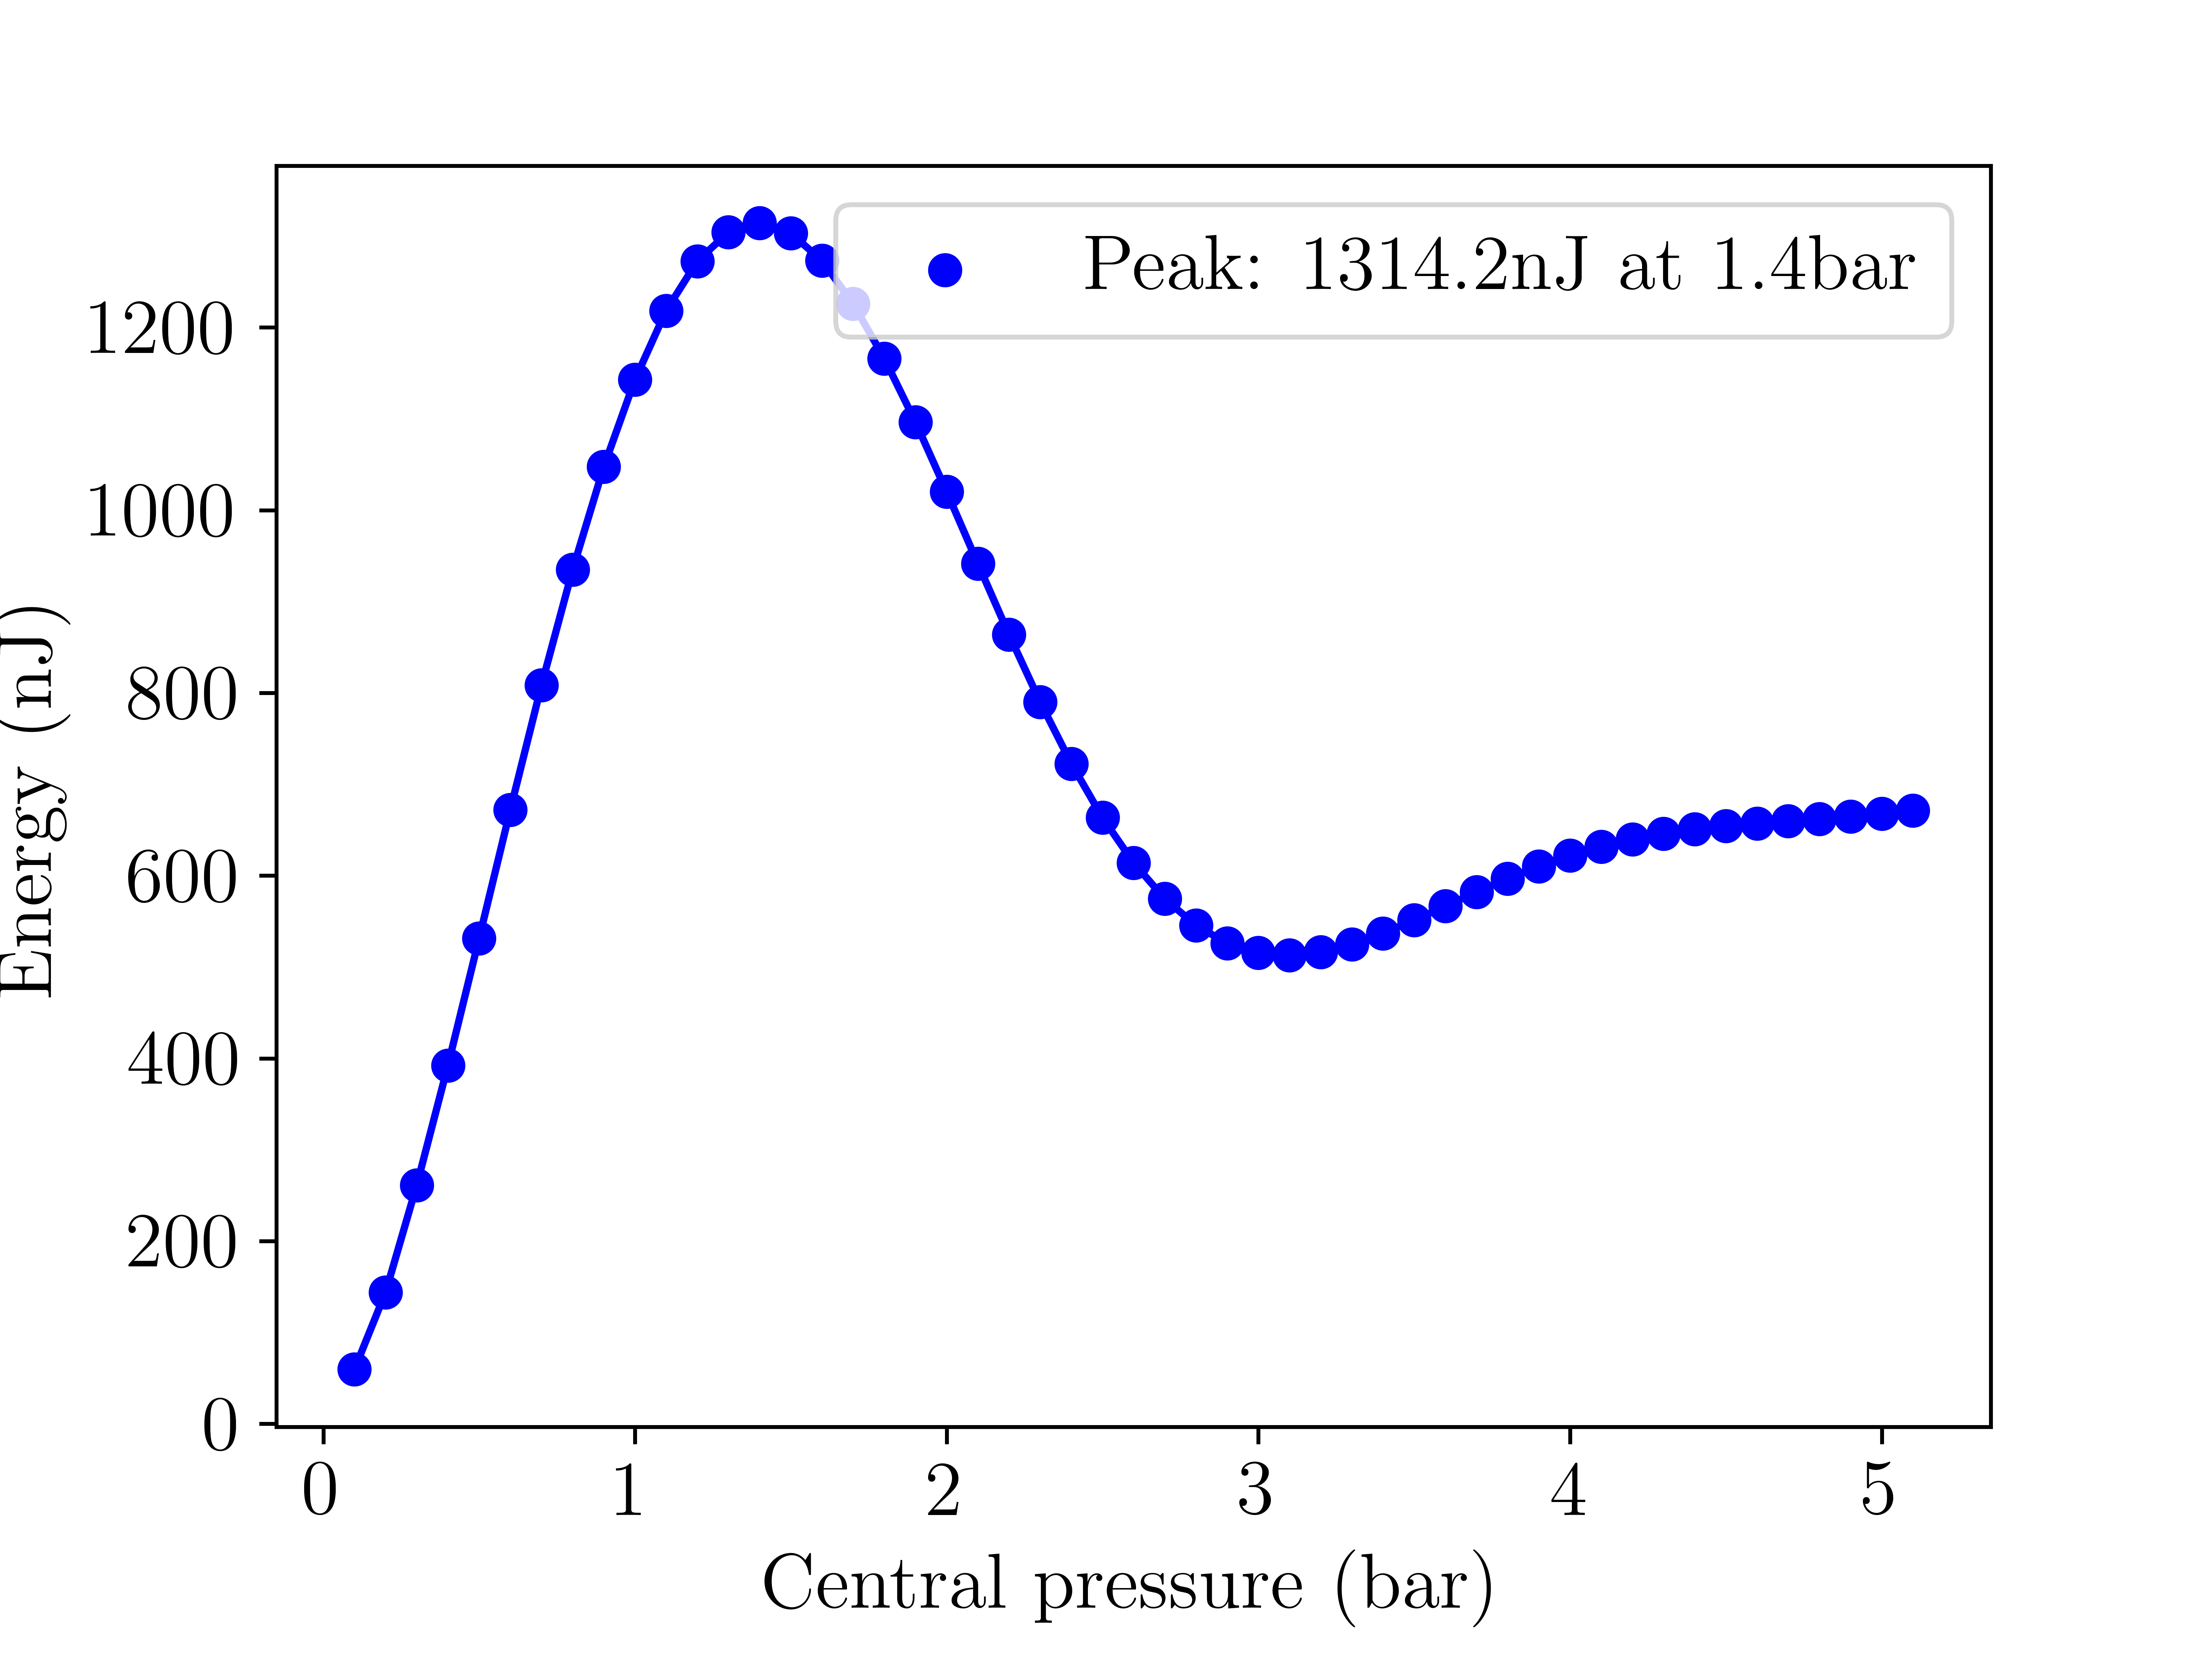 Peak: 1314.2nJ at 1.4bar
1200
1000
800
600
400
200
0
Energy (nJ)
0 1 2 3 4 5
Central pressure (bar)